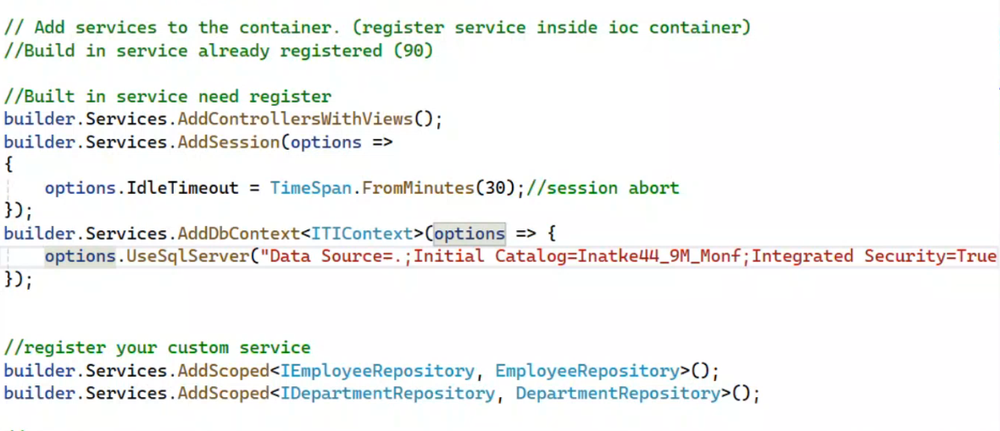 // Add services to the container. (register service inside ioc container)
//Build in service already registered (90)
//Built in service need register
builder.Services.AddControllersWithViews();
builder.Services.AddSession(options =>
{
    options.IdleTimeout = TimeSpan.FromMinutes(30);//session abort
});
builder.Services.AddDbContext<ITIContext>(options => {
    options.UseSqlServer("Data Source=.;Initial Catalog=Inatke44_9M_Monf;Integrated Security=True
});
//register your custom service
builder.Services.AddScoped<IEmployeeRepository, EmployeeRepository>();
builder.Services.AddScoped<IDepartmentRepository, DepartmentRepository>();